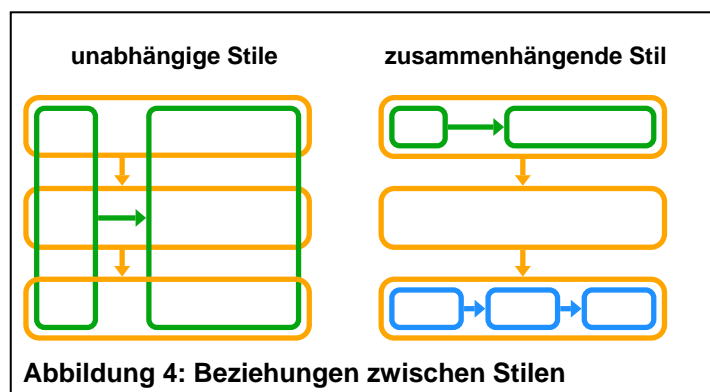 unabhängige Stile
zusammenhängende Stil
Abbildung 4: Beziehungen zwischen Stilen